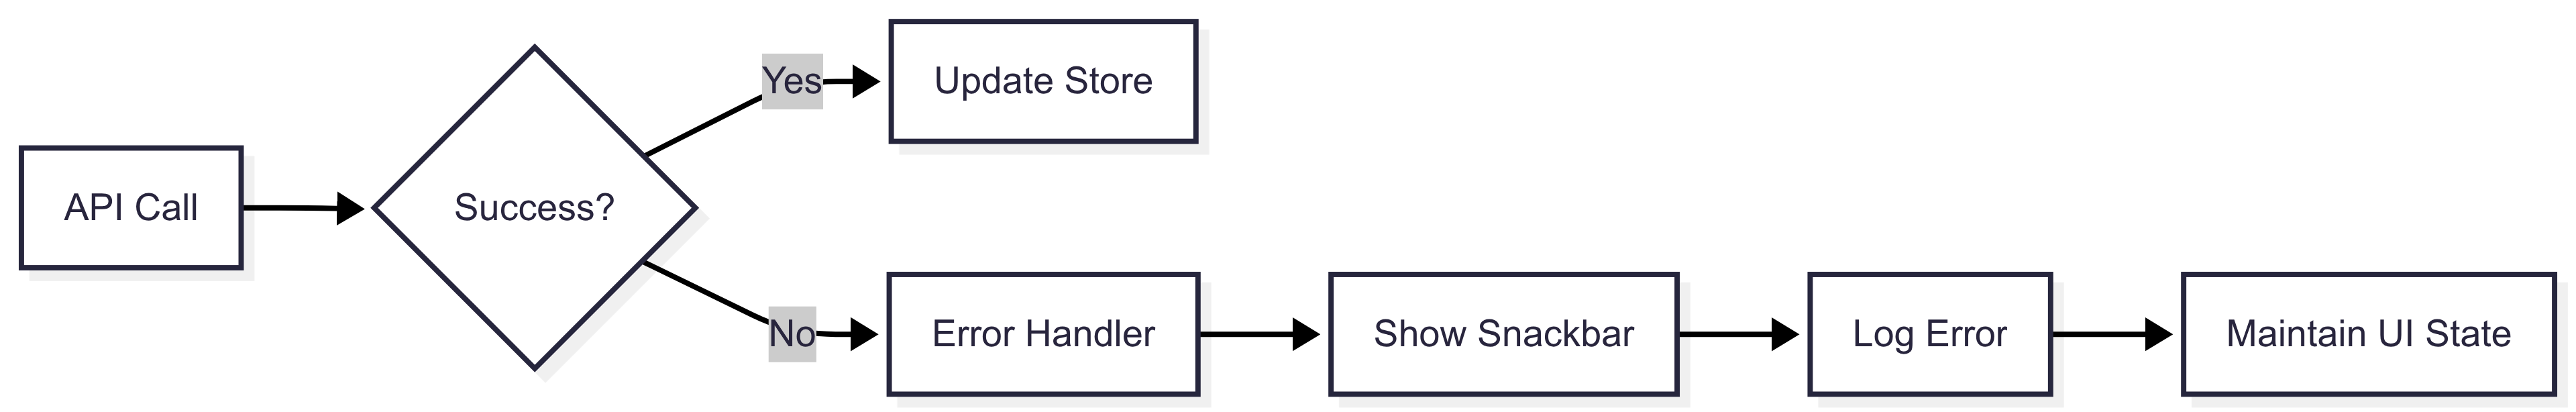 API Call
Success?
Yes
Update Store
No
Error Handler
Show Snackbar
Log Error
Maintain UI State